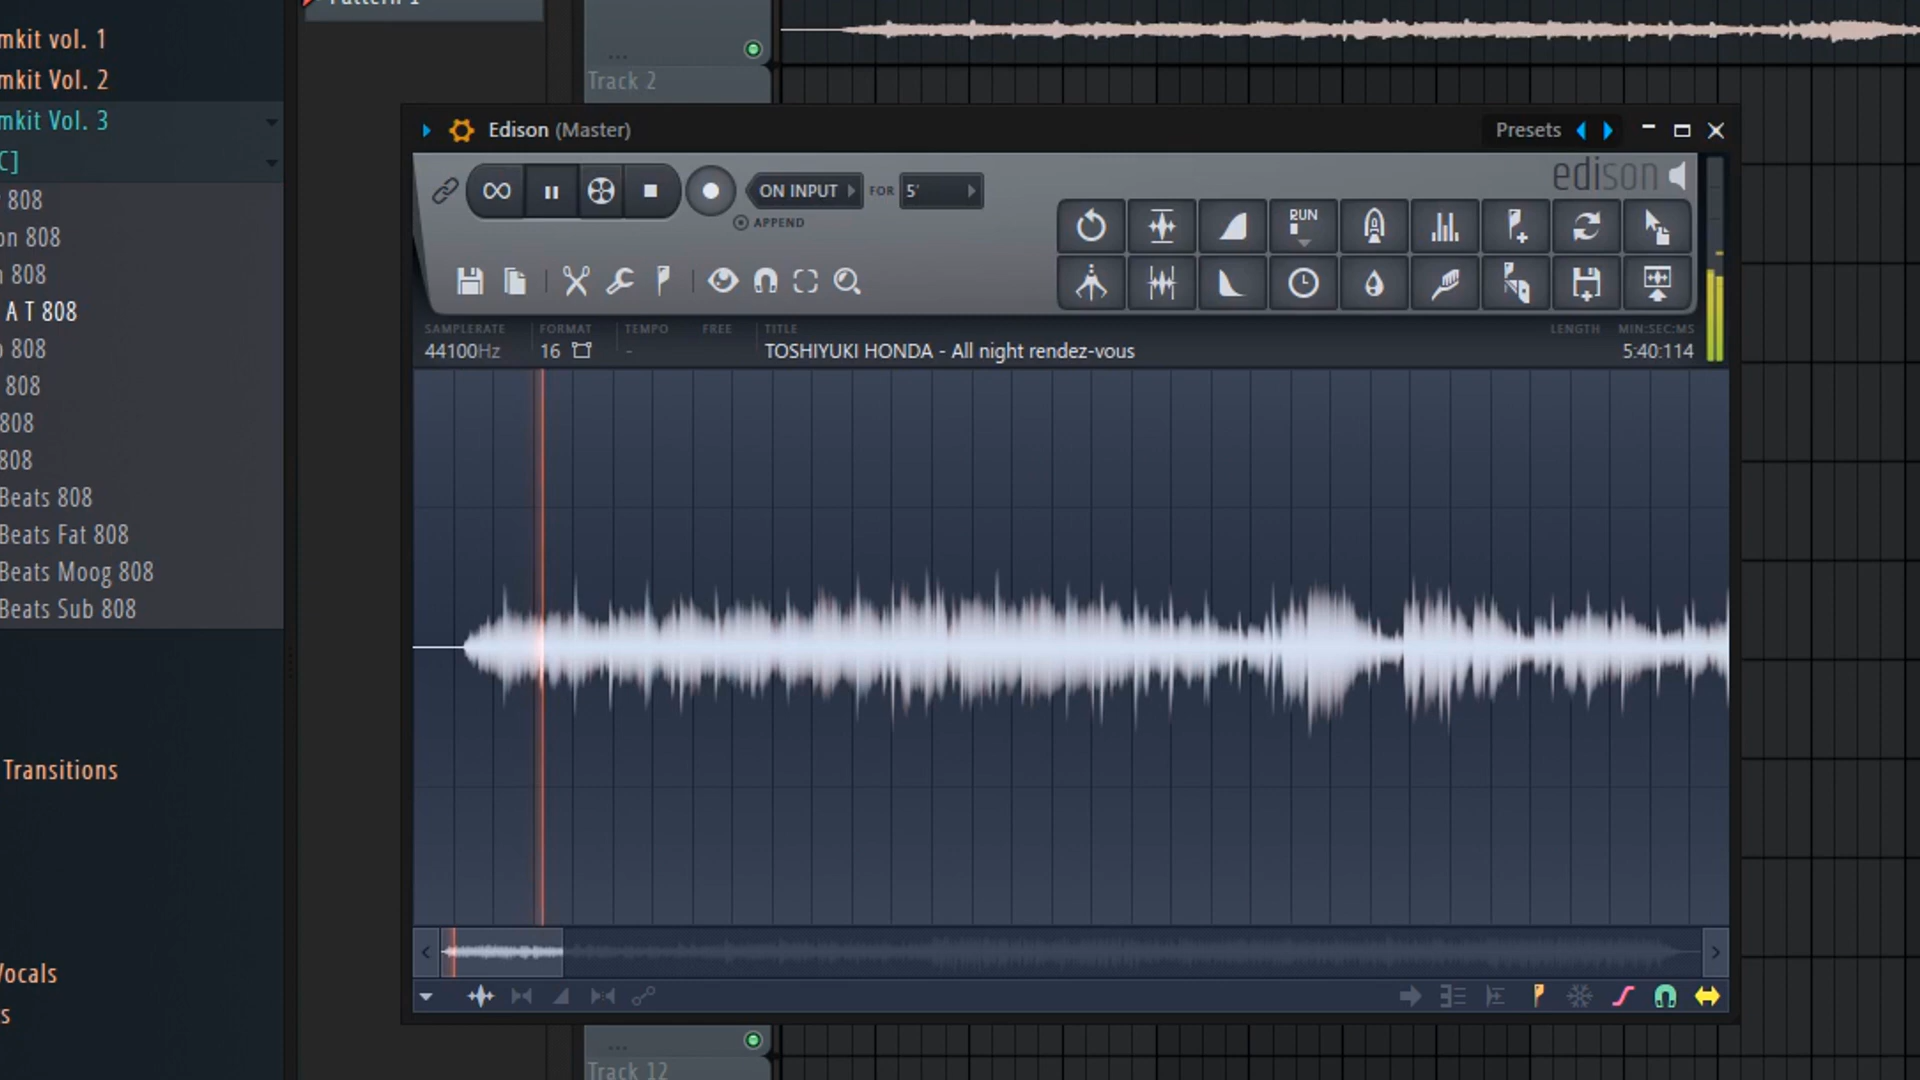 Pattern 1
mkit vol. 1
mkit Vol. 2
mkit Vol. 3
C]
808
on 808
808
A T 808
808
808
808
808
Beats 808
Beats Fat 808
Beats Moog 808
Beats Sub 808
Transitions
Vocals
s
...
Track 2
Edison (Master)
Presets
edison
ON INPUT
FOR
5'
APPEND
RUN
SAMPLERATE
44100Hz
FORMAT
16
TEMPO
-
FREE
TITLE
TOSHIYUKI HONDA - All night rendez-vous
LENGTH
MIN:SEC:MS
5:40:114
...
Track 12